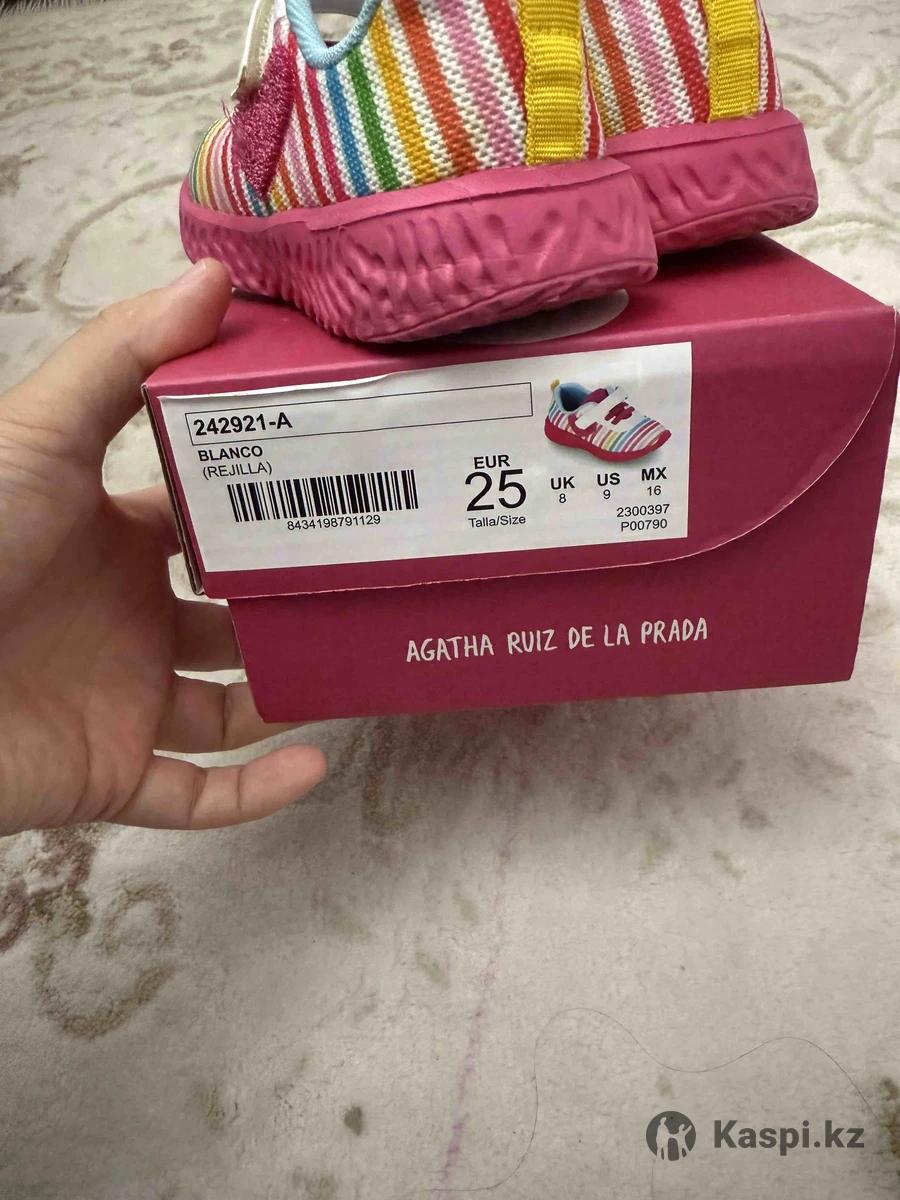 242921-A
BLANCO
(REJILLA)
8434198791129
EUR
25
Talla/Size
UK
8
US
9
MX
16
2300397
P00790
AGATHA RUIZ DE LA PRADA
Kaspi.kz